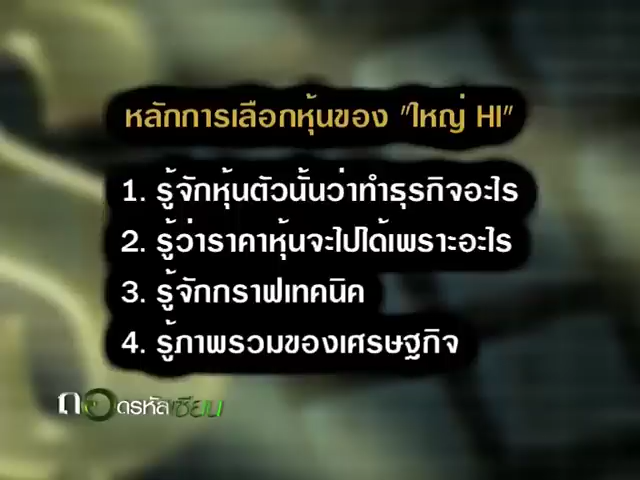 หลักการเลือกหุ้นของ "ใหญ่ HI"
1. รู้จักหุ้นตัวนั้นว่าทำธุรกิจอะไร
2. รู้ว่าราคาหุ้นจะไปได้เพราะอะไร
3. รู้จักกราฟเทคนิค
4. รู้ภาพรวมของเศรษฐกิจ
ถอดรหัสเซียน